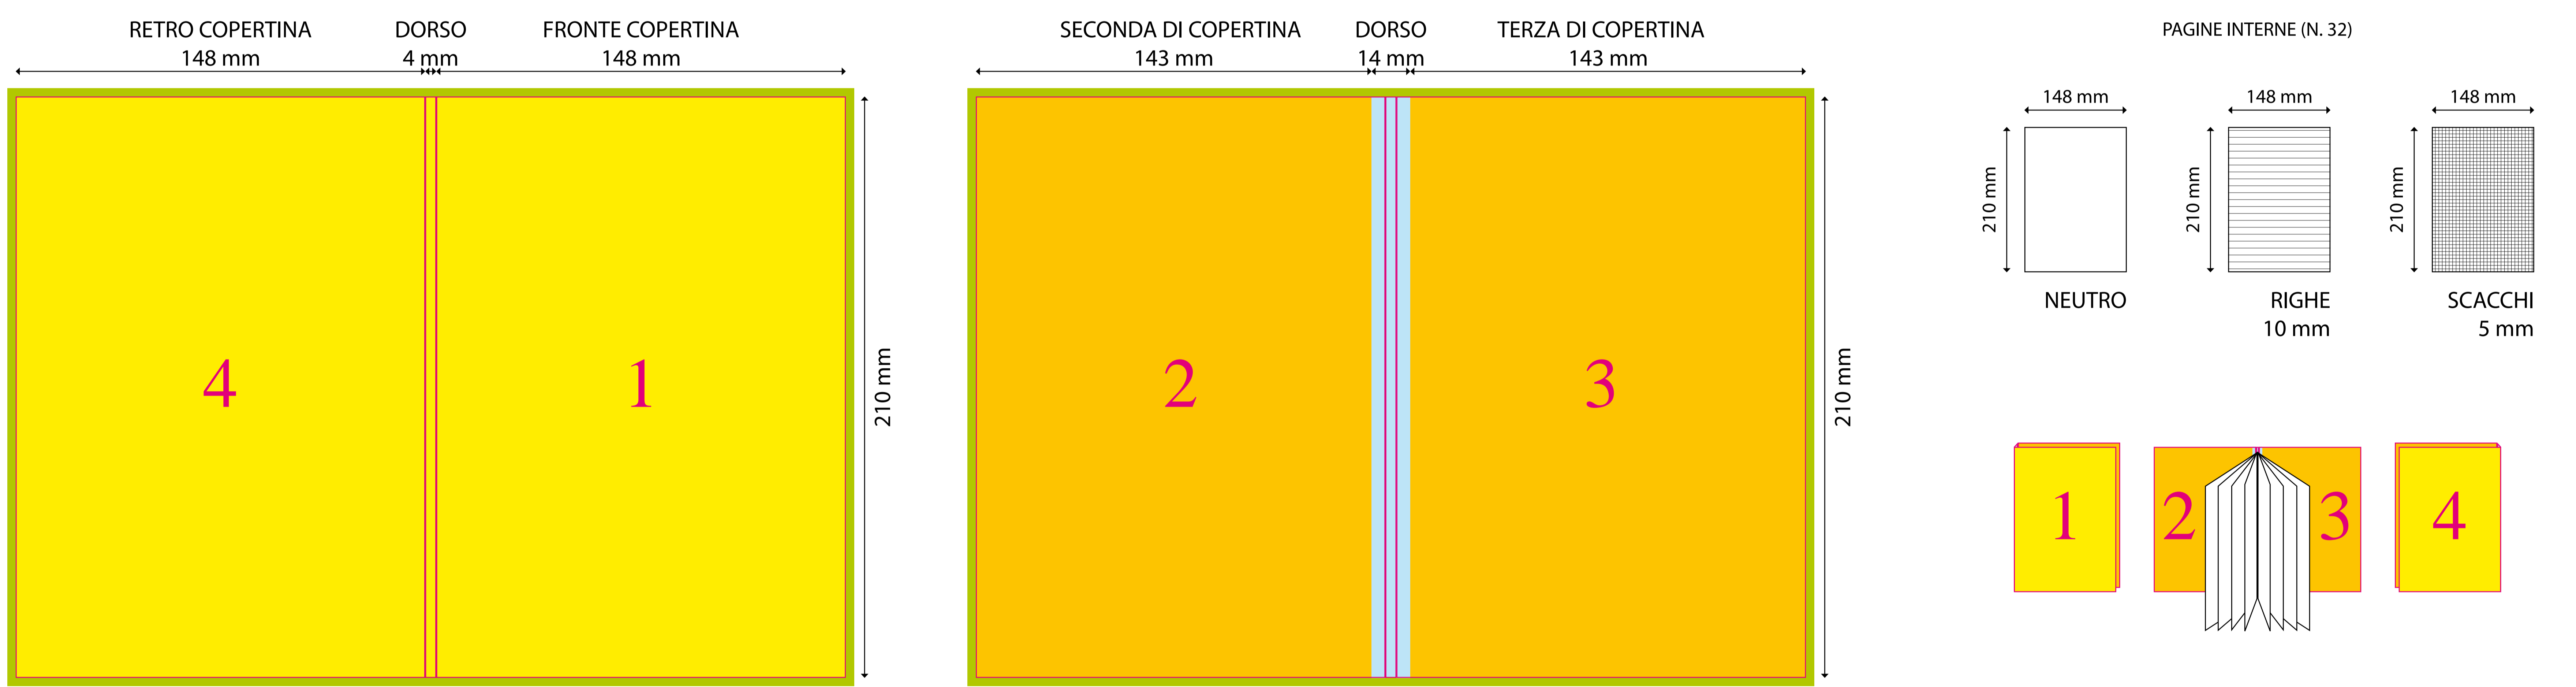 RETRO COPERTINA
148 mm
DORSO
4 mm
FRONTE COPERTINA
148 mm
4
1
210 mm
SECONDA DI COPERTINA
143 mm
DORSO
14 mm
TERZA DI COPERTINA
143 mm
2
3
210 mm
PAGINE INTERNE (N. 32)
148 mm
210 mm
NEUTRO
148 mm
210 mm
RIGHE
10 mm
148 mm
210 mm
SCACCHI
5 mm
1
2
3
4